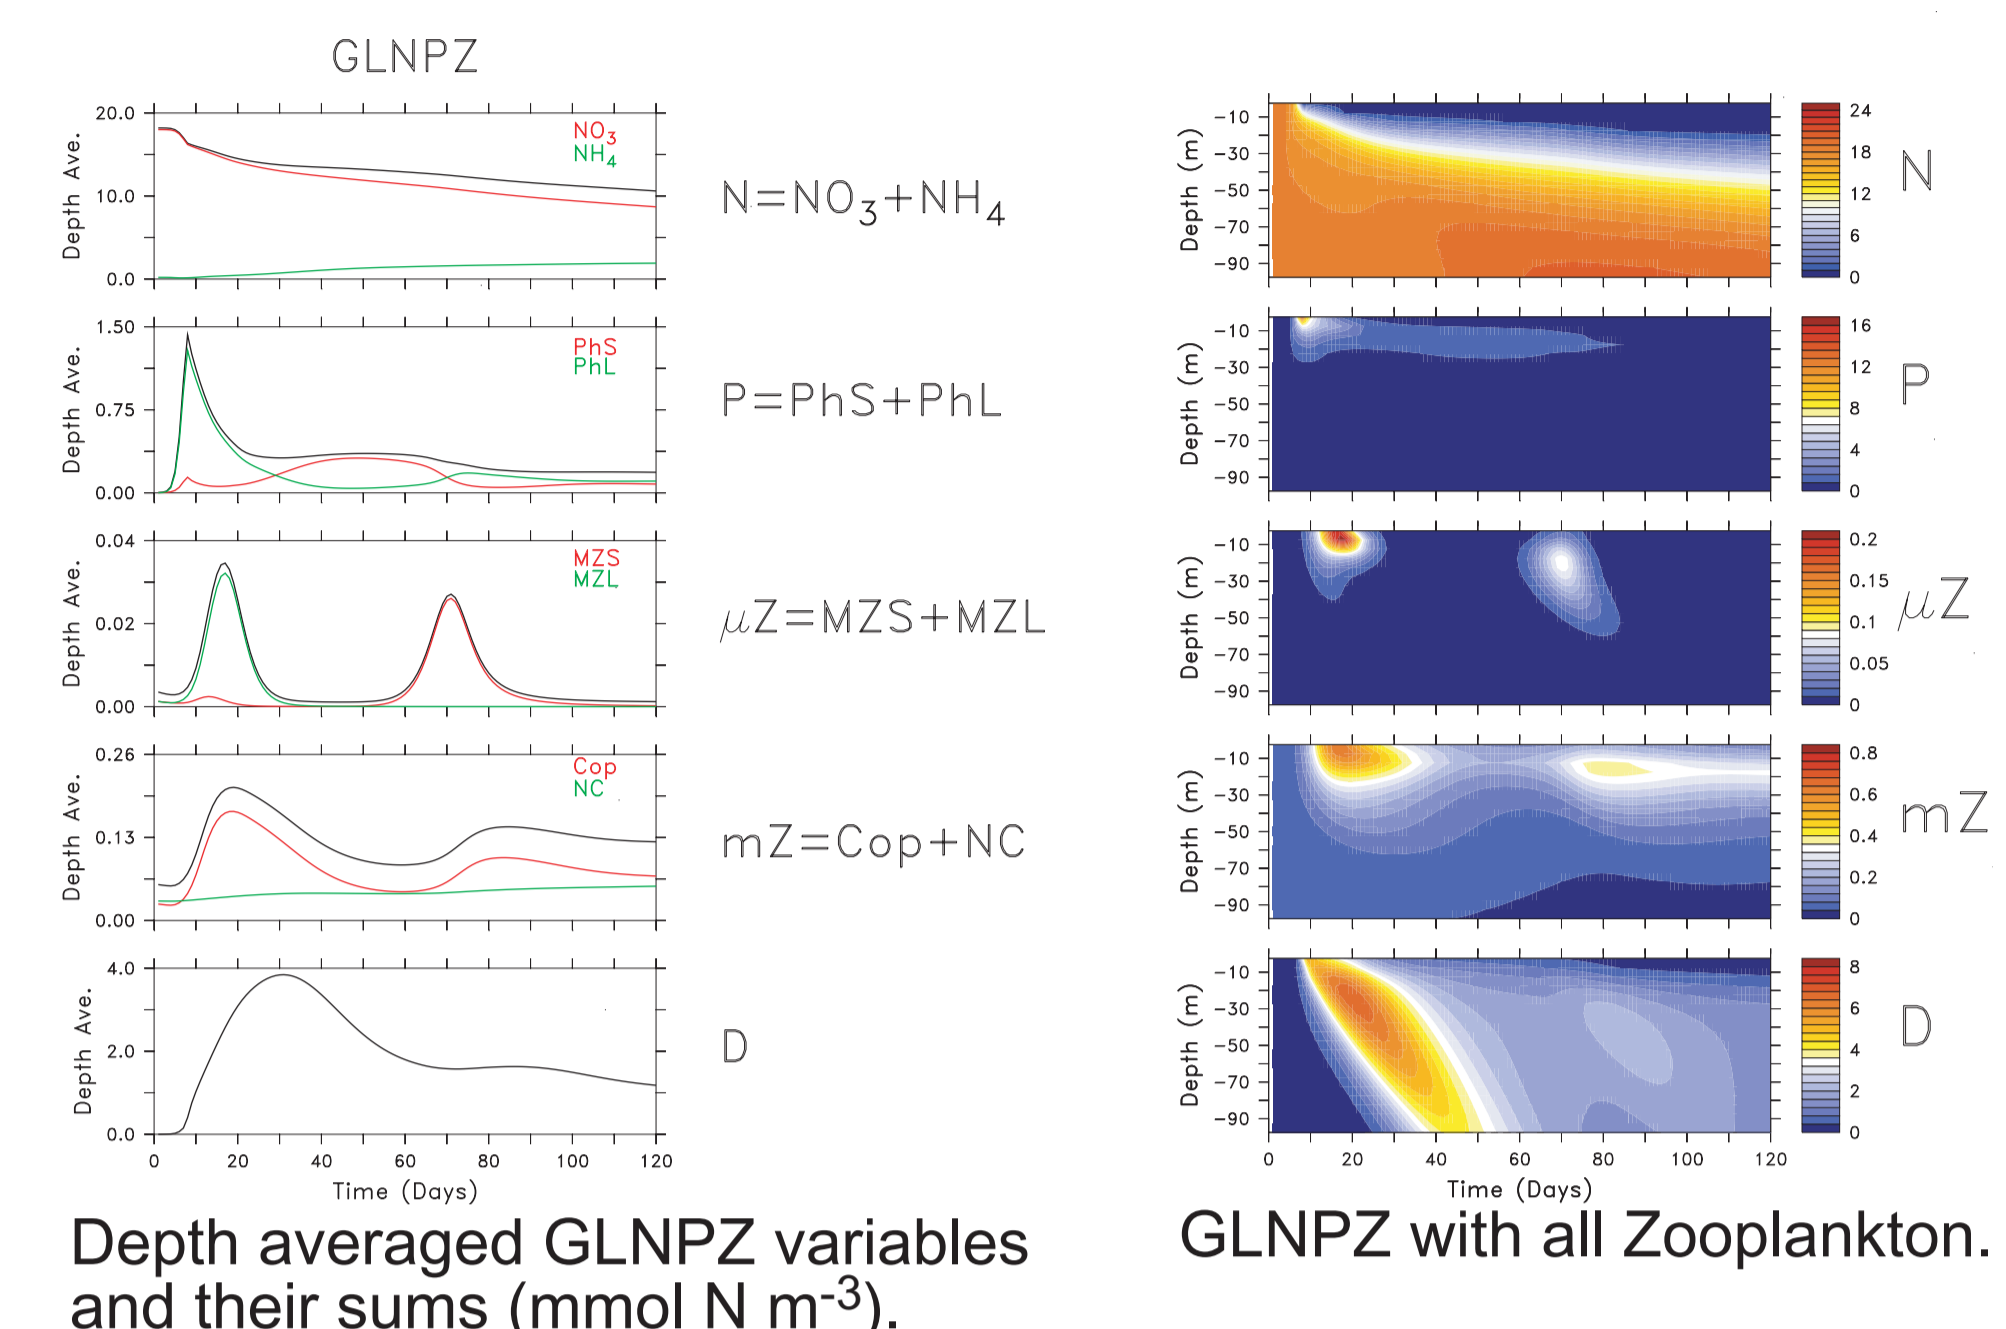 GLNPZ
20.0
10.0
0.0
Depth Ave.
NO3
NH4
N=NO3+NH4
1.50
0.75
0.00
Depth Ave.
PhS
PhL
P=PhS+PhL
0.04
0.02
0.00
Depth Ave.
MZS
MZL
μZ=MZS+MZL
0.26
0.13
0.00
Depth Ave.
Cop
NC
mZ=Cop+NC
4.0
2.0
0.0
Depth Ave.
D
0 20 40 60 80 100 120
Time (Days)
Depth averaged GLNPZ variables
and their sums (mmol N m-3).
-10
-30
-50
-70
-90
Depth (m)
24
18
12
6
0
N
-10
-30
-50
-70
-90
Depth (m)
16
12
8
4
0
P
-10
-30
-50
-70
-90
Depth (m)
0.2
0.15
0.1
0.05
0
μZ
-10
-30
-50
-70
-90
Depth (m)
0.8
0.6
0.4
0.2
0
mZ
-10
-30
-50
-70
-90
Depth (m)
8
6
4
2
0
D
0 20 40 60 80 100 120
Time (Days)
GLNPZ with all Zooplankton.